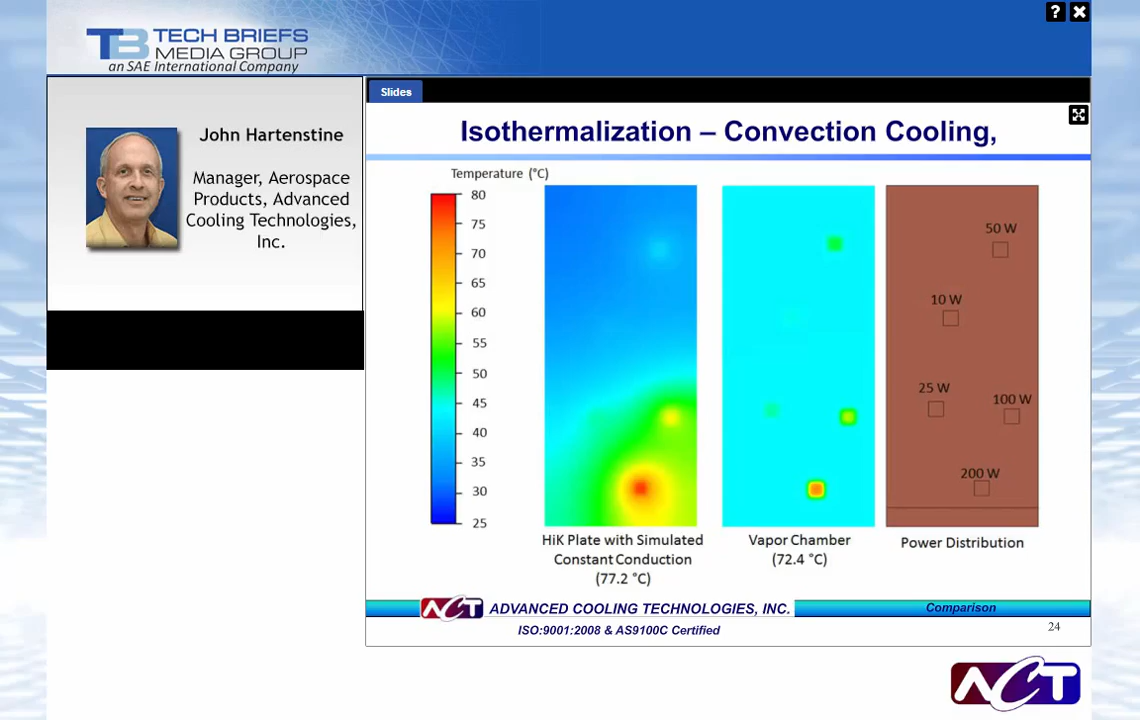 ? ✖
TB TECH BRIEFS
MEDIA GROUP
an SAE International Company
Slides
John Hartenstine
Manager, Aerospace
Products, Advanced
Cooling Technologies,
Inc.
Isothermalization – Convection Cooling,
Temperature (°C)
80
75
70
65
60
55
50
45
40
35
30
25
50 W
10 W
25 W
100 W
200 W
HiK Plate with Simulated
Constant Conduction
(77.2 °C)
Vapor Chamber
(72.4 °C)
Power Distribution
ACT ADVANCED COOLING TECHNOLOGIES, INC.
Comparison
ISO:9001:2008 & AS9100C Certified
24
ACT